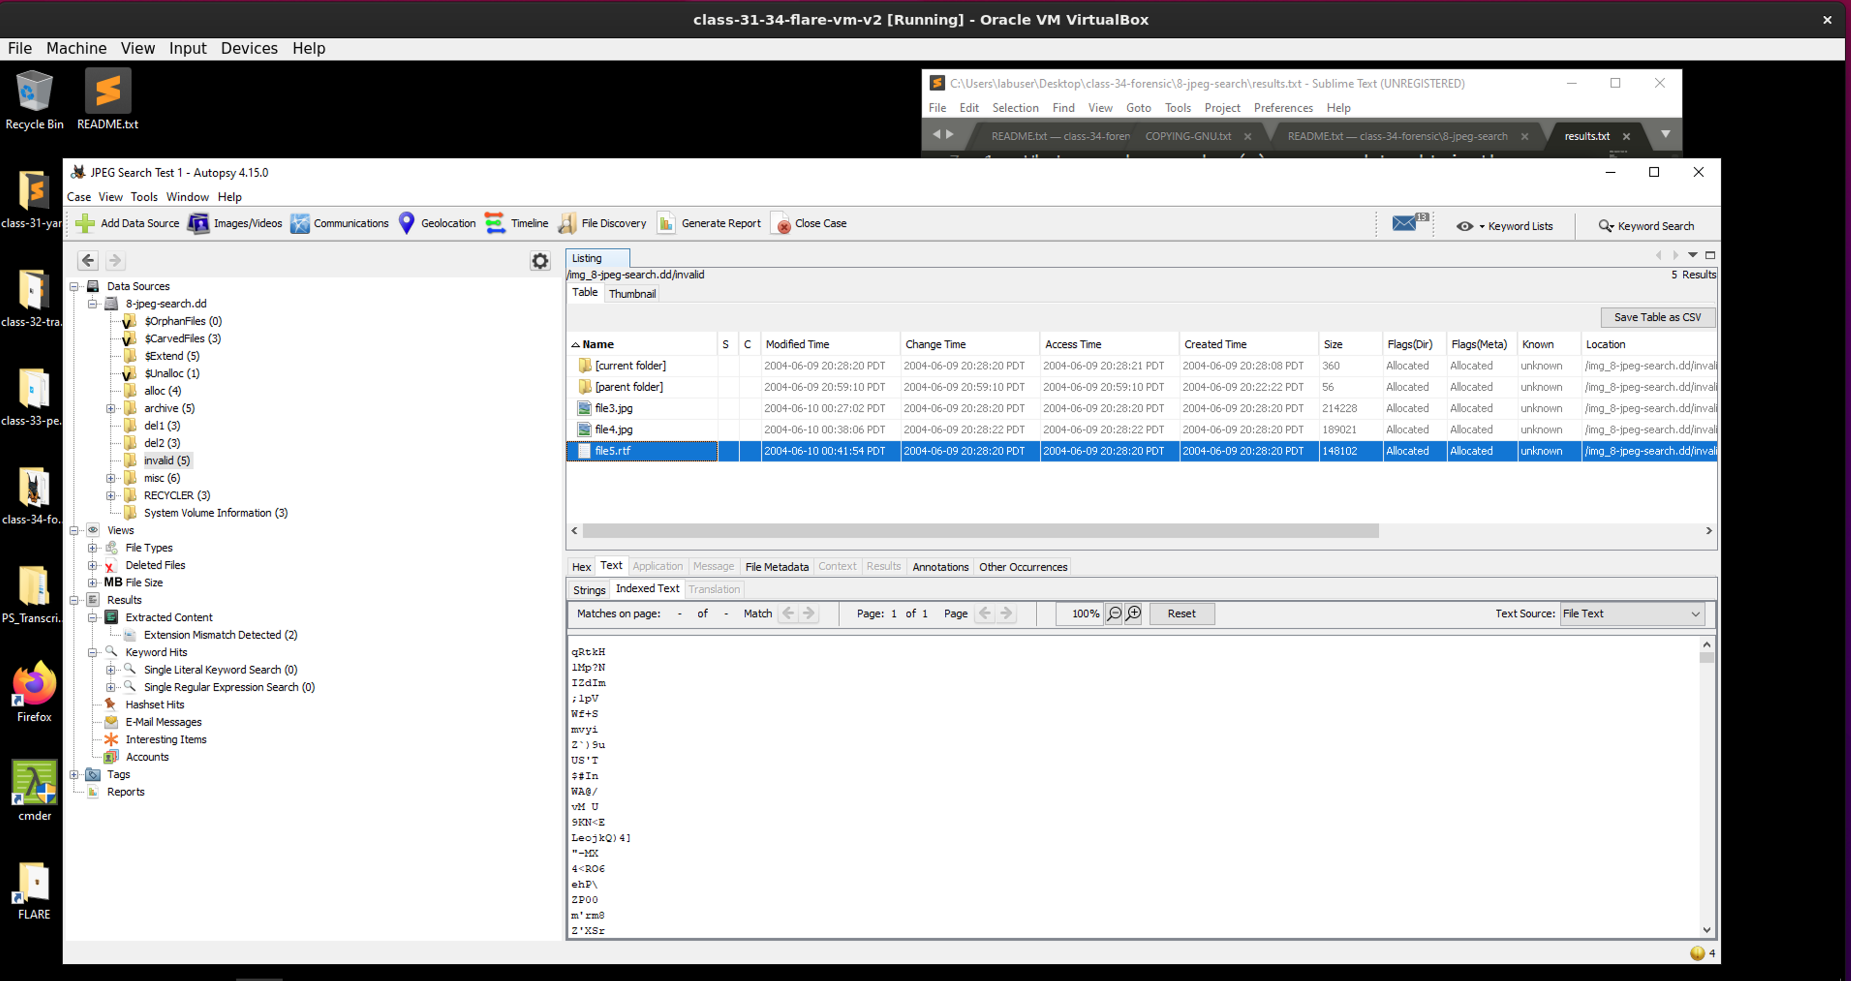 class-31-34-flare-vm-v2 [Running] - Oracle VM VirtualBox
File Machine View Input Devices Help
Recycle Bin
README.txt
class-31-yar
class-32-tra...
class-33-pe.
class-34-fo..
PS_Transcri..
Firefox
cmder
FLARE
C:\Users\labuser\Desktop\class-34-forensic\8-jpeg-search\results.txt - Sublime Text (UNREGISTERED)
File Edit Selection Find View Goto Tools Project Preferences Help
README.txt — class-34-foren COPYING-GNU.txt README.txt — class-34-forensic\8-jpeg-search results.txt
JPEG Search Test 1 - Autopsy 4.15.0
Case View Tools Window Help
Add Data Source Images/Videos Communications Geolocation Timeline File Discovery Generate Report Close Case 13 Keyword Lists Keyword Search
Data Sources
8-jpeg-search.dd
$OrphanFiles (0)
$CarvedFiles (3)
$Extend (5)
$Unalloc (1)
alloc (4)
archive (5)
del1 (3)
del2 (3)
invalid (5)
misc (6)
RECYCLER (3)
System Volume Information (3)
Views
File Types
Deleted Files
MB File Size
Results
Extracted Content
Extension Mismatch Detected (2)
Keyword Hits
Single Literal Keyword Search (0)
Single Regular Expression Search (0)
Hashset Hits
E-Mail Messages
Interesting Items
Accounts
Tags
Reports
Listing
/img_8-jpeg-search.dd/invalid
5 Results
Table Thumbnail
Save Table as CSV
Name S C Modified Time Change Time Access Time Created Time Size Flags(Dir) Flags(Meta) Known Location
[current folder] 2004-06-09 20:28:20 PDT 2004-06-09 20:28:20 PDT 2004-06-09 20:28:21 PDT 2004-06-09 20:28:08 PDT 360 Allocated Allocated unknown /img_8-jpeg-search.dd/invali
[parent folder] 2004-06-09 20:59:10 PDT 2004-06-09 20:59:10 PDT 2004-06-09 20:59:10 PDT 2004-06-09 20:22:22 PDT 56 Allocated Allocated unknown /img_8-jpeg-search.dd/invali
file3.jpg 2004-06-10 00:27:02 PDT 2004-06-09 20:28:20 PDT 2004-06-09 20:28:20 PDT 2004-06-09 20:28:20 PDT 214228 Allocated Allocated unknown /img_8-jpeg-search.dd/invali
file4.jpg 2004-06-10 00:38:06 PDT 2004-06-09 20:28:22 PDT 2004-06-09 20:28:22 PDT 2004-06-09 20:28:20 PDT 189021 Allocated Allocated unknown /img_8-jpeg-search.dd/invali
file5.rtf 2004-06-10 00:41:54 PDT 2004-06-09 20:28:20 PDT 2004-06-09 20:28:20 PDT 2004-06-09 20:28:20 PDT 148102 Allocated Allocated unknown /img_8-jpeg-search.dd/invali
Hex Text Application Message File Metadata Context Results Annotations Other Occurrences
Strings Indexed Text Translation
Matches on page: - of - Match Page: 1 of 1 Page 100% Reset Text Source: File Text
qRtkH
lMp?N
IZdIm
;lpV
Wf+S
mvyi
Z`)9u
US'T
$#In
WA@/
vM U
9KN<E
LeojkQ)4]
"-MX
4<RO6
ehP\
ZP00
m'rm8
Z'XSr
4